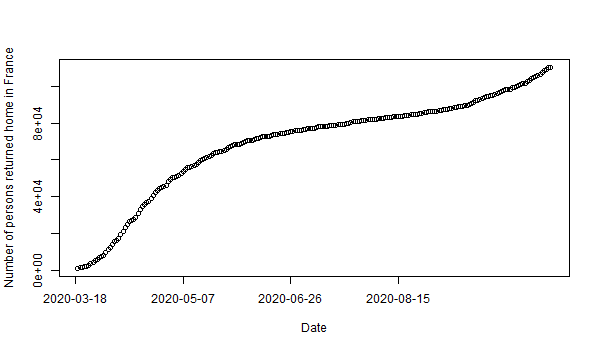 Number of persons returned home in France
8e+04
4e+04
0e+00
2020-03-18
2020-05-07
2020-06-26
2020-08-15
Date